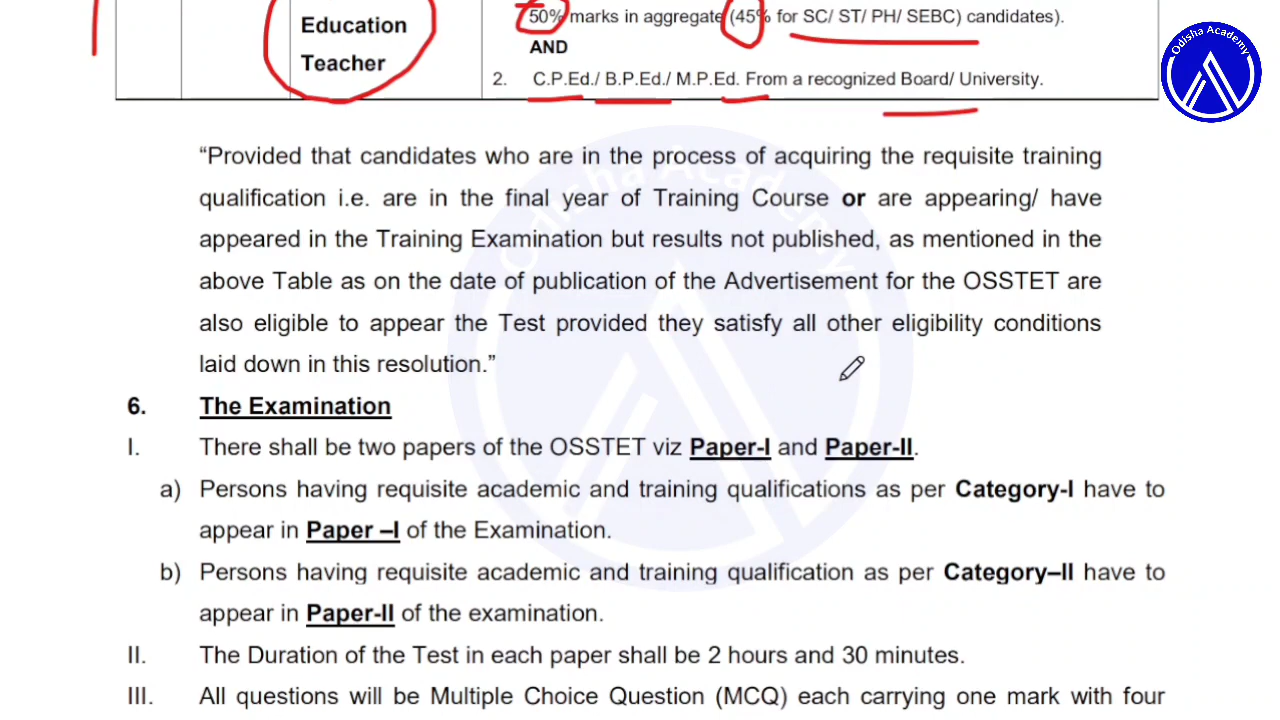 Education
Teacher
50% marks in aggregate (45% for SC/ ST/ PH/ SEBC) candidates).
AND
2. C.P.Ed./ B.P.Ed./ M.P.Ed. From a recognized Board/ University.
Odisha Academy
“Provided that candidates who are in the process of acquiring the requisite training
qualification i.e. are in the final year of Training Course or are appearing/ have
appeared in the Training Examination but results not published, as mentioned in the
above Table as on the date of publication of the Advertisement for the OSSTET are
also eligible to appear the Test provided they satisfy all other eligibility conditions
laid down in this resolution.”
Odisha Academy
6. The Examination
I. There shall be two papers of the OSSTET viz Paper-I and Paper-II.
a) Persons having requisite academic and training qualifications as per Category-I have to
appear in Paper –I of the Examination.
b) Persons having requisite academic and training qualification as per Category–II have to
appear in Paper-II of the examination.
II. The Duration of the Test in each paper shall be 2 hours and 30 minutes.
III. All questions will be Multiple Choice Question (MCQ) each carrying one mark with four